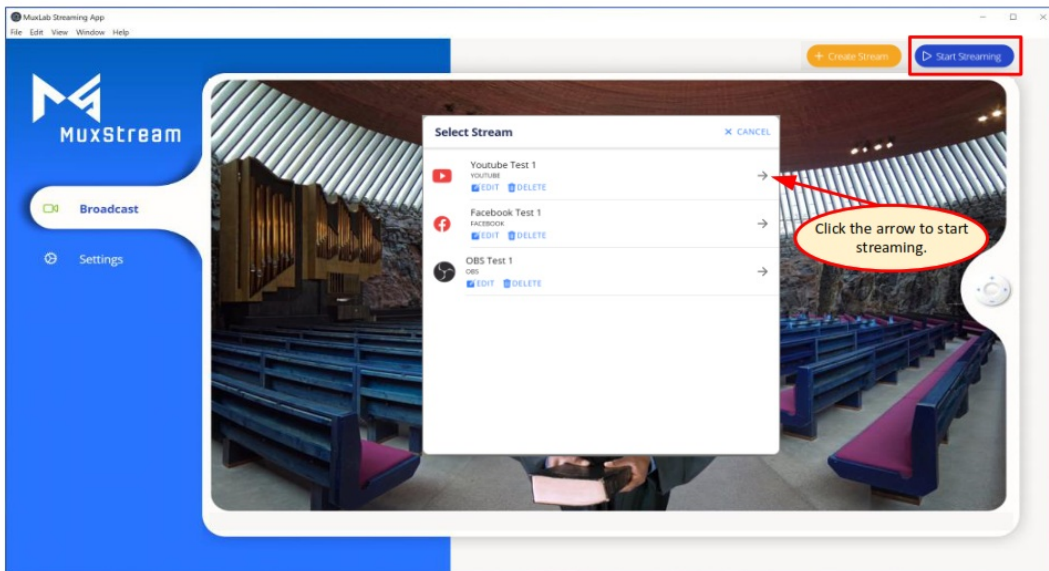 MuxLab Streaming App
File Edit View Window Help
+ Create Stream
Start Streaming
MuxStream
Select Stream
× CANCEL
Youtube Test 1
YOUTUBE
EDIT DELETE
Broadcast
Facebook Test 1
FACEBOOK
EDIT DELETE
Click the arrow to start
streaming.
Settings
OBS Test 1
OBS
EDIT DELETE